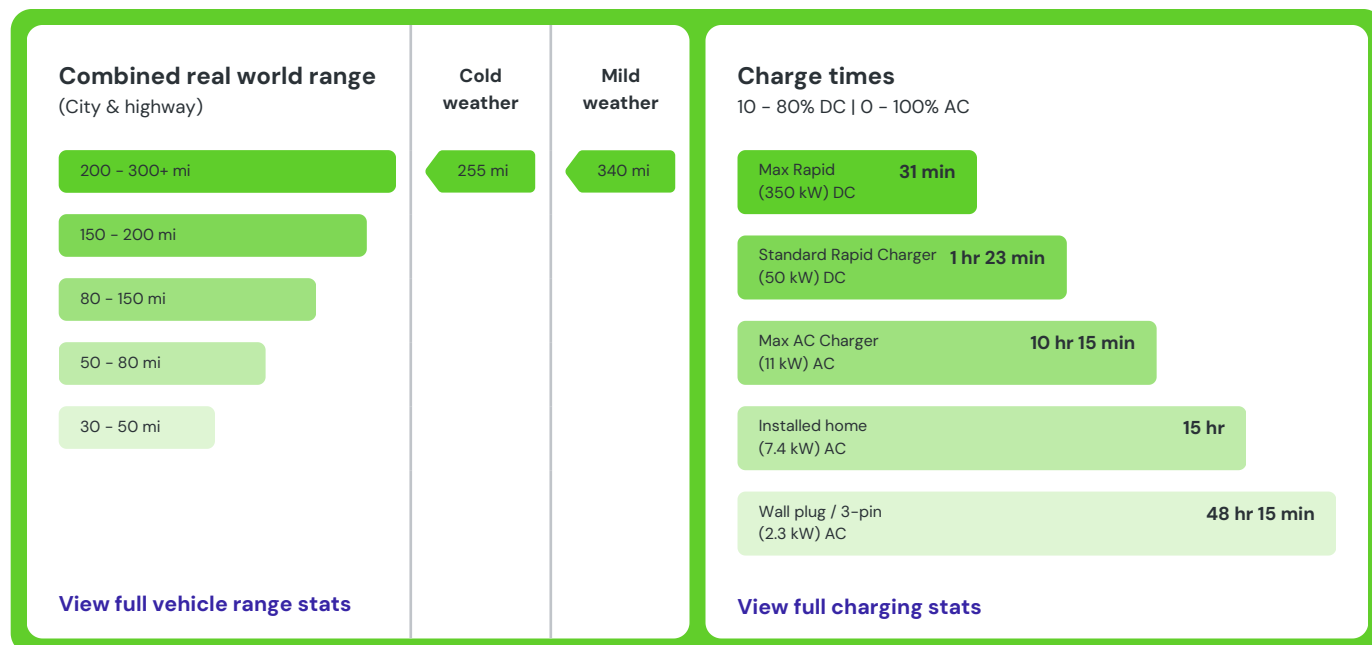 Combined real world range
(City & highway)
Cold
weather
Mild
weather
200 - 300+ mi
255 mi
340 mi
150 - 200 mi
80 - 150 mi
50 - 80 mi
30 - 50 mi
View full vehicle range stats
Charge times
10 - 80% DC | 0 - 100% AC
Max Rapid
(350 kW) DC
31 min
Standard Rapid Charger
(50 kW) DC
1 hr 23 min
Max AC Charger
(11 kW) AC
10 hr 15 min
Installed home
(7.4 kW) AC
15 hr
Wall plug / 3-pin
(2.3 kW) AC
48 hr 15 min
View full charging stats